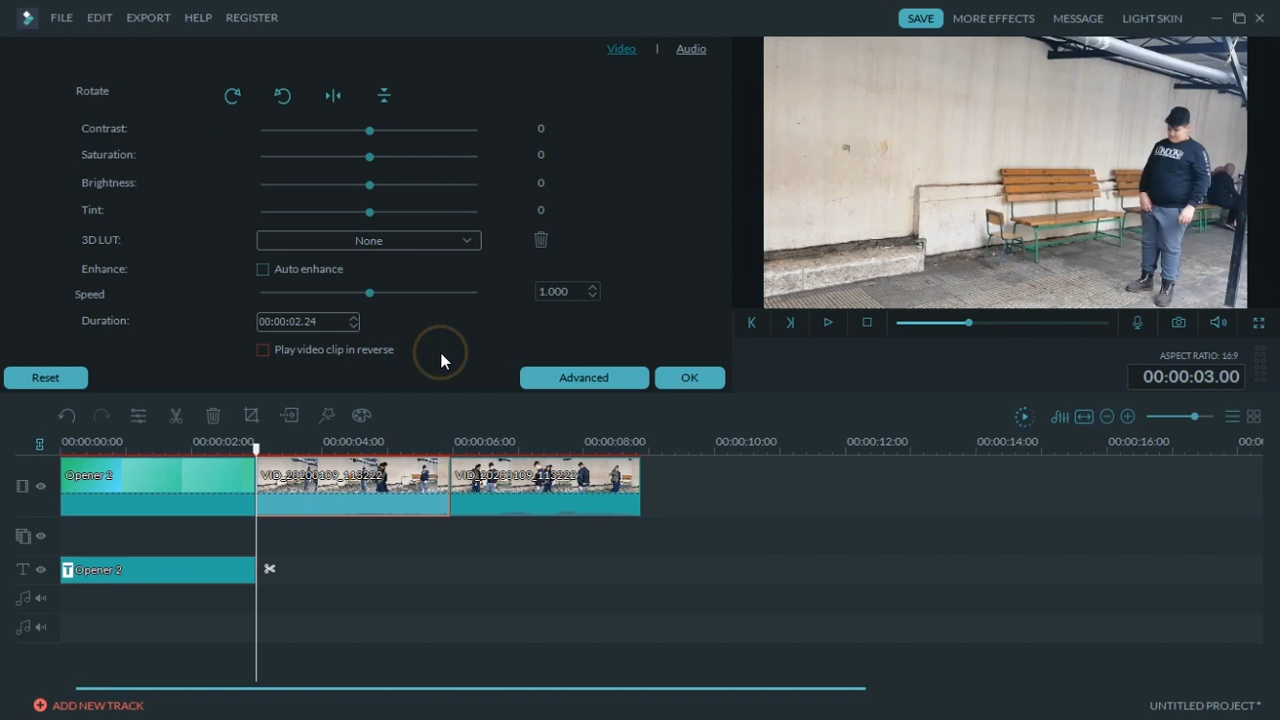 FILE EDIT EXPORT HELP REGISTER SAVE MORE EFFECTS MESSAGE LIGHT SKIN
Video | Audio
Rotate
Contrast: 0
Saturation: 0
Brightness: 0
Tint: 0
3D LUT: None
Enhance: Auto enhance
Speed 1.000
Duration: 00:00:02.24
Play video clip in reverse
Reset Advanced OK
LONDON
ASPECT RATIO: 16:9
00:00:03.00
00:00:00:00 00:00:02:00 00:00:04:00 00:00:06:00 00:00:08:00 00:00:10:00 00:00:12:00 00:00:14:00 00:00:16:00 00:0
Opener 2 VID_20200109_113222 VID_20200109_113222
T T Opener 2
ADD NEW TRACK UNTITLED PROJECT *